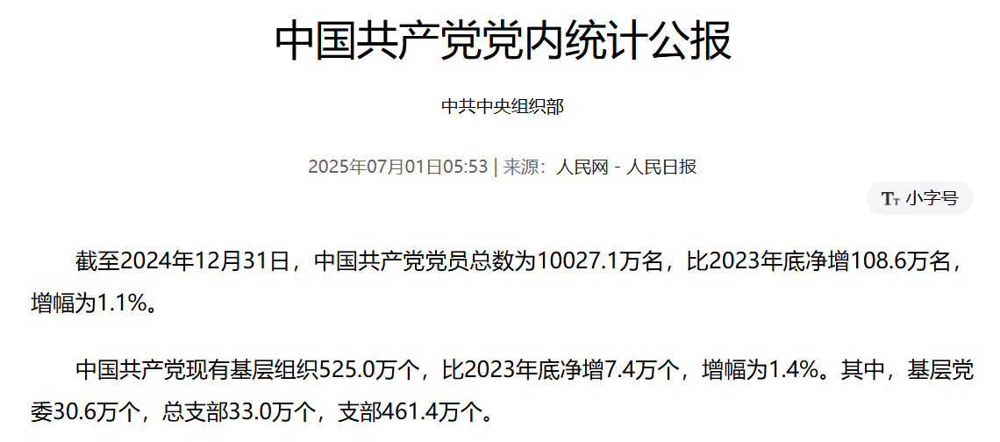 中国共产党党内统计公报
中共中央组织部
2025年07月01日05:53 | 来源：人民网－人民日报
TT 小字号
截至2024年12月31日，中国共产党党员总数为10027.1万名，比2023年底净增108.6万名，
增幅为1.1%。
中国共产党现有基层组织525.0万个，比2023年底净增7.4万个，增幅为1.4%。其中，基层党
委30.6万个，总支部33.0万个，支部461.4万个。